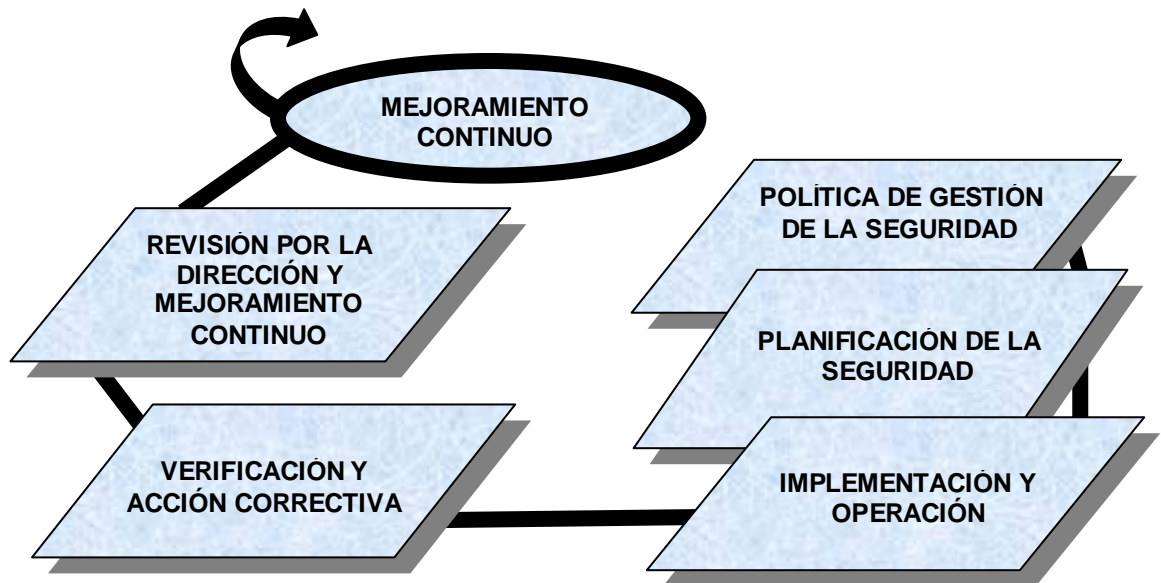 MEJORAMIENTO
CONTINUO
POLÍTICA DE GESTIÓN
DE LA SEGURIDAD
REVISIÓN POR LA
DIRECCIÓN Y
MEJORAMIENTO
CONTINUO
PLANIFICACIÓN DE LA
SEGURIDAD
VERIFICACIÓN Y
ACCIÓN CORRECTIVA
IMPLEMENTACIÓN Y
OPERACIÓN